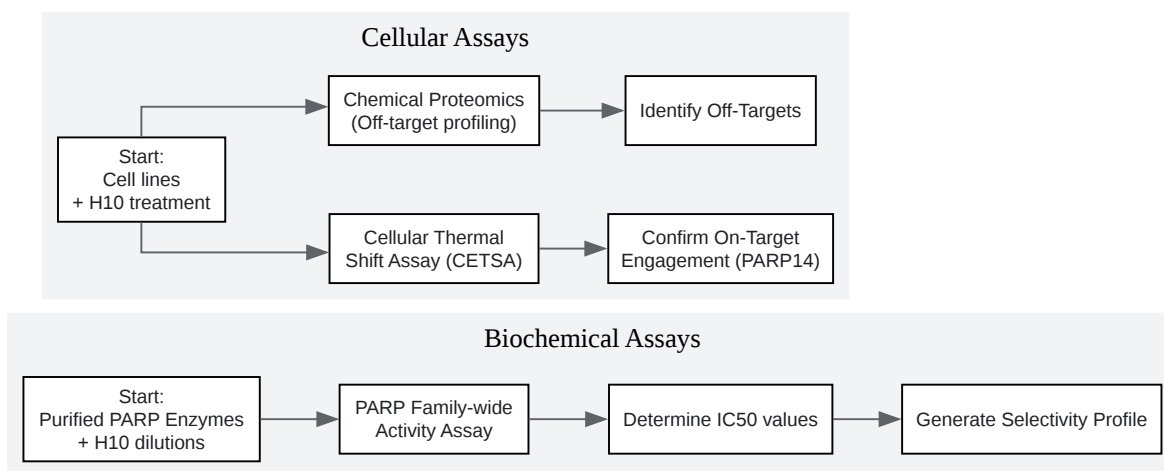 Cellular Assays
Chemical Proteomics
(Off-target profiling)
Identify Off-Targets
Start:
Cell lines
+ H10 treatment
Cellular Thermal
Shift Assay (CETSA)
Confirm On-Target
Engagement (PARP14)
Biochemical Assays
Start:
Purified PARP Enzymes
+ H10 dilutions
PARP Family-wide
Activity Assay
Determine IC50 values
Generate Selectivity Profile